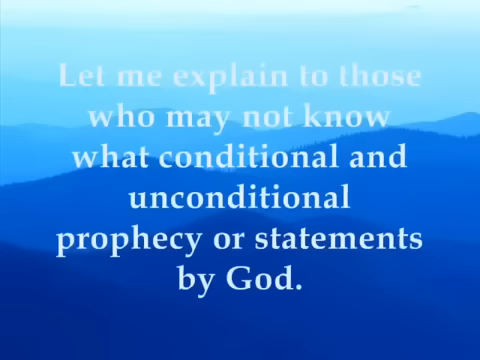 Let me explain to those
who may not know
what conditional and
unconditional
prophecy or statements
by God.